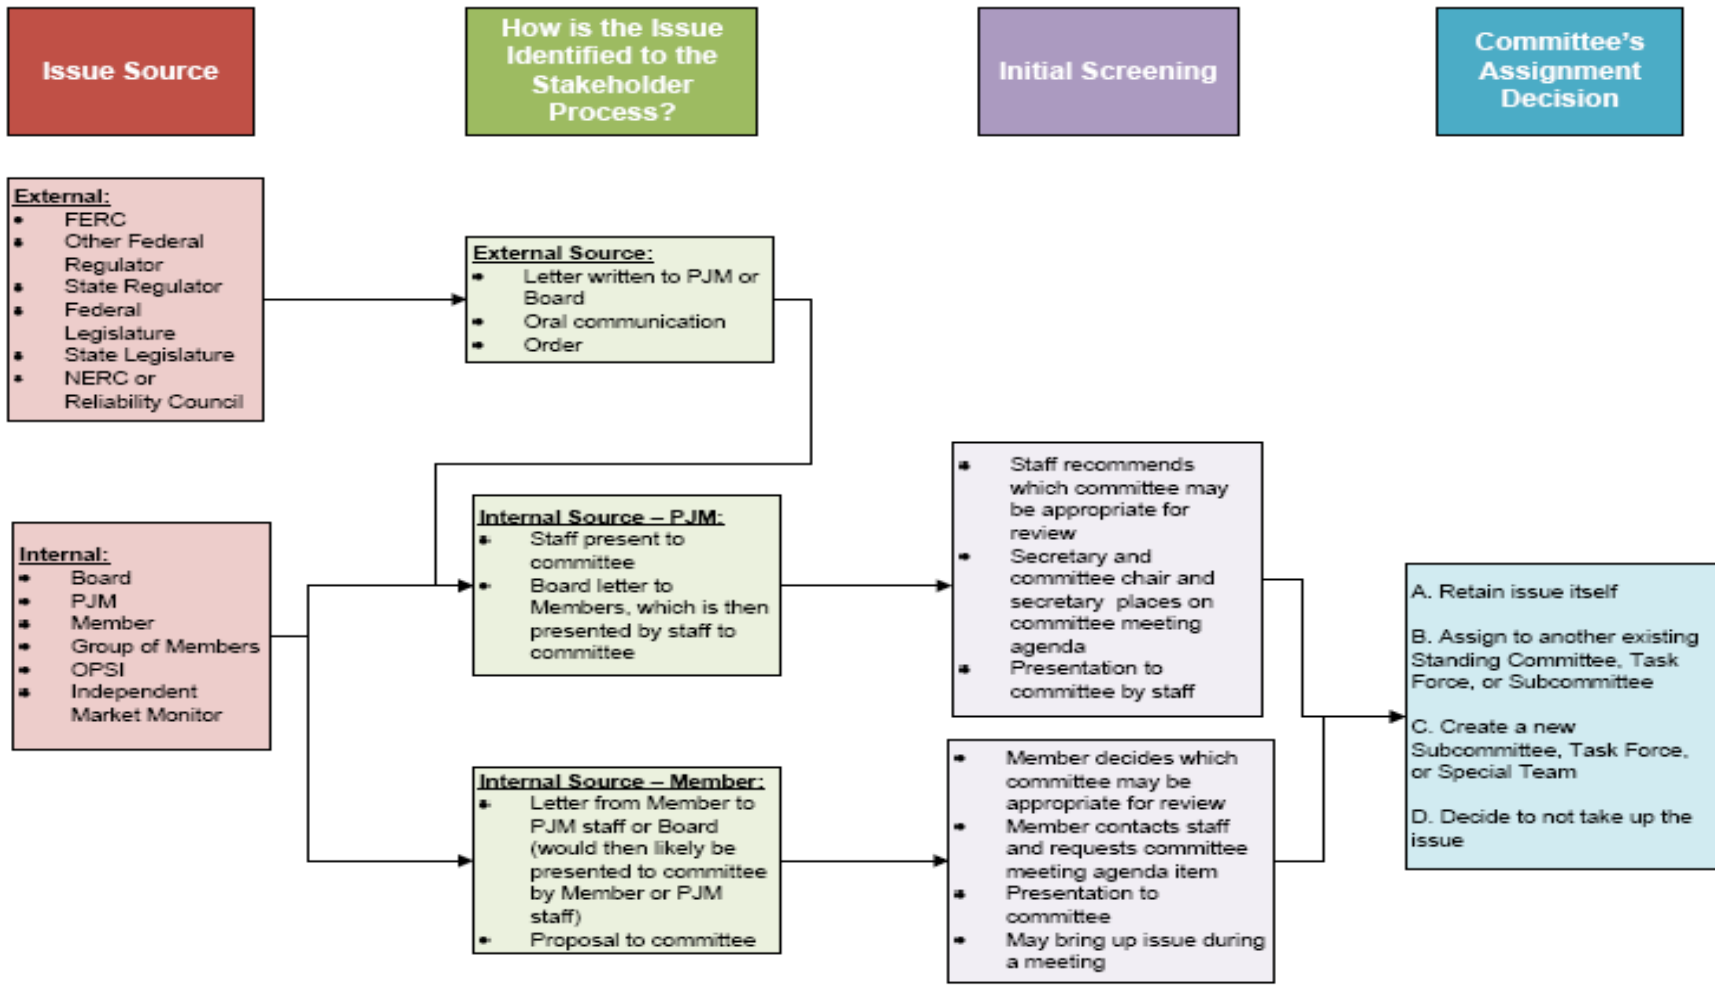 Issue Source
How is the Issue
Identified to the
Stakeholder
Process?
Initial Screening
Committee's
Assignment
Decision
External:
• FERC
• Other Federal
Regulator
• State Regulator
• Federal
Legislature
• State Legislature
• NERC or
Reliability Council
External Source:
• Letter written to PJM or
Board
• Oral communication
• Order
Internal:
• Board
• PJM
• Member
• Group of Members
• OPSI
• Independent
Market Monitor
Internal Source – PJM:
• Staff present to
committee
• Board letter to
Members, which is then
presented by staff to
committee
Internal Source – Member:
• Letter from Member to
PJM staff or Board
(would then likely be
presented to committee
by Member or PJM
staff)
• Proposal to committee
• Staff recommends
which committee may
be appropriate for
review
• Secretary and
committee chair and
secretary places on
committee meeting
agenda
• Presentation to
committee by staff
• Member decides which
committee may be
appropriate for review
• Member contacts staff
and requests committee
meeting agenda item
• Presentation to
committee
• May bring up issue during
a meeting
A. Retain issue itself
B. Assign to another existing
Standing Committee, Task
Force, or Subcommittee
C. Create a new
Subcommittee, Task Force,
or Special Team
D. Decide to not take up the
issue